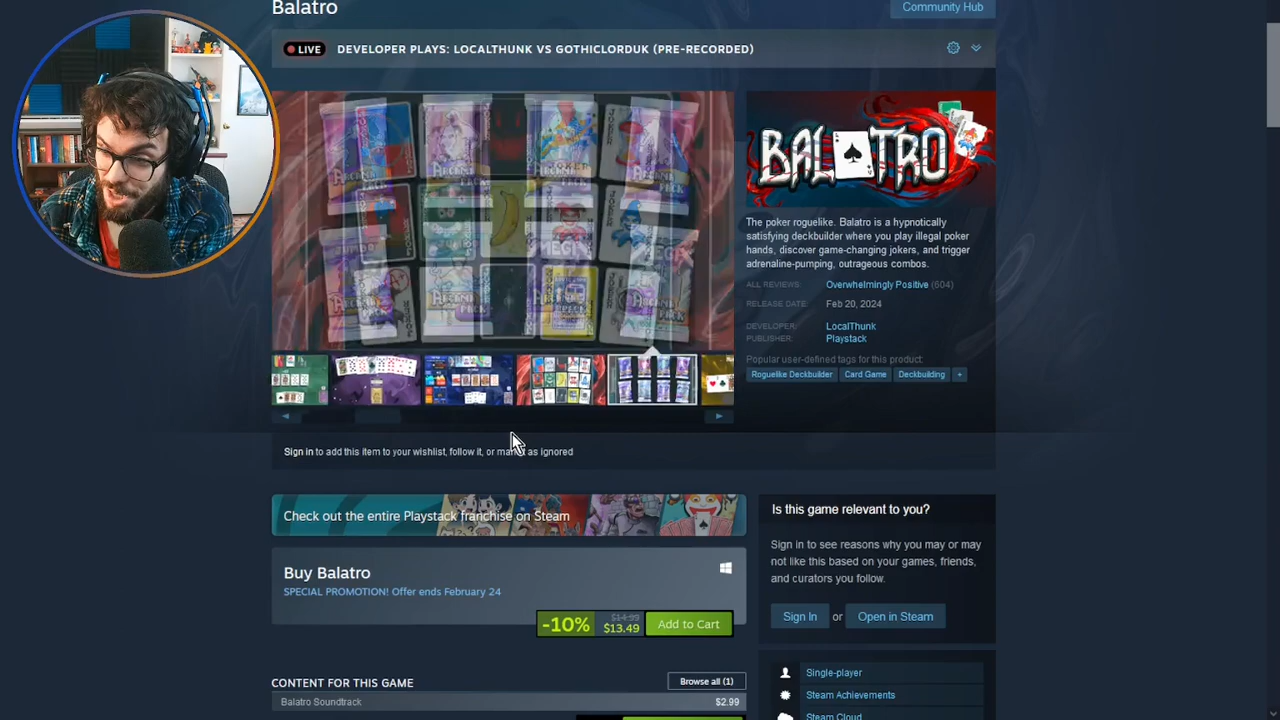 Balatro
Community Hub
LIVE
DEVELOPER PLAYS: LOCALTHUNK VS GOTHICLORDUK (PRE-RECORDED)
BALATRO
The poker roguelike. Balatro is a hypnotically
satisfying deckbuilder where you play illegal poker
hands, discover game-changing jokers, and trigger
adrenaline-pumping, outrageous combos.
ALL REVIEWS:
Overwhelmingly Positive (604)
RELEASE DATE:
Feb 20, 2024
DEVELOPER:
LocalThunk
PUBLISHER:
Playstack
Popular user-defined tags for this product:
Roguelike Deckbuilder
Card Game
Deckbuilding
+
Sign in to add this item to your wishlist, follow it, or mark it as ignored
Check out the entire Playstack franchise on Steam
Buy Balatro
SPECIAL PROMOTION! Offer ends February 24
-10%
$14.99
$13.49
Add to Cart
CONTENT FOR THIS GAME
Browse all (1)
Balatro Soundtrack
$2.99
Is this game relevant to you?
Sign in to see reasons why you may or may
not like this based on your games, friends,
and curators you follow.
Sign In
or
Open in Steam
Single-player
Steam Achievements
Steam Cloud